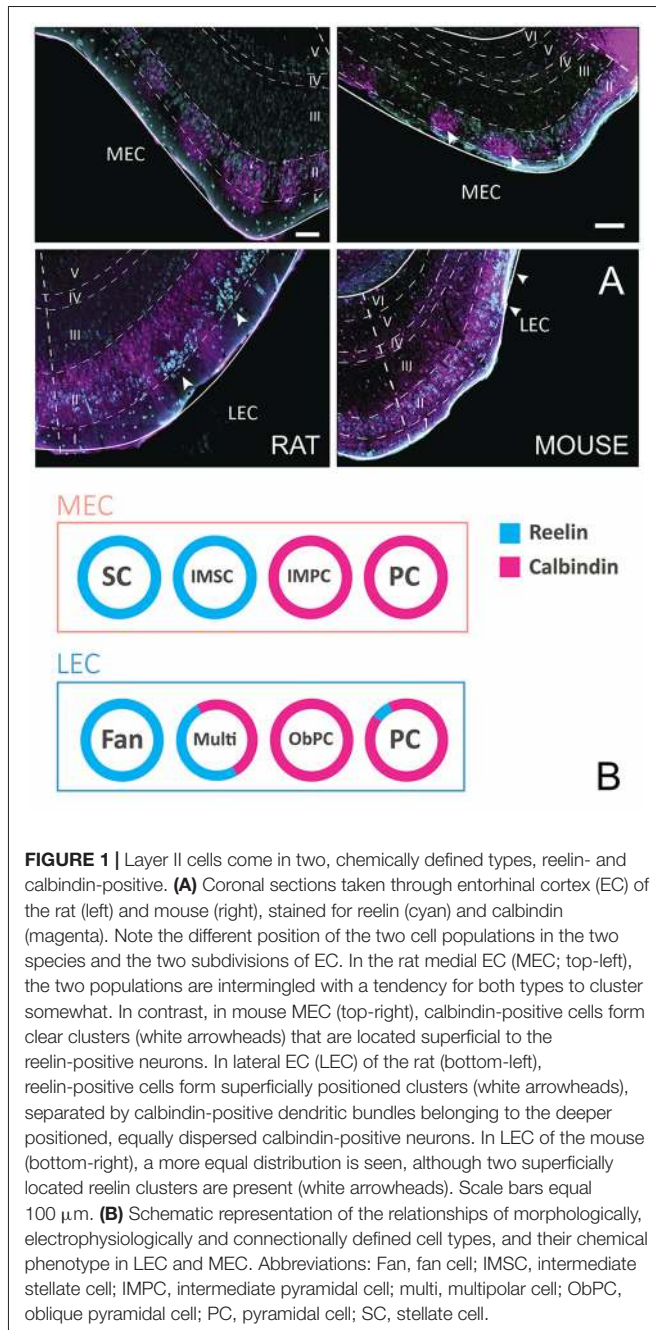 V
IV
III
MEC
II
I
VI
V
IV
III
II
MEC
I
V
IV
III
II
I
LEC
RAT
A
VI
V
IV
III
II
I
LEC
MOUSE
MEC
SC IMSC IMPC PC
Reelin
Calbindin
LEC
Fan Multi ObPC PC
B
FIGURE 1 | Layer II cells come in two, chemically defined types, reelin- and
calbindin-positive. (A) Coronal sections taken through entorhinal cortex (EC) of
the rat (left) and mouse (right), stained for reelin (cyan) and calbindin
(magenta). Note the different position of the two cell populations in the two
species and the two subdivisions of EC. In the rat medial EC (MEC; top-left),
the two populations are intermingled with a tendency for both types to cluster
somewhat. In contrast, in mouse MEC (top-right), calbindin-positive cells form
clear clusters (white arrowheads) that are located superficial to the
reelin-positive neurons. In lateral EC (LEC) of the rat (bottom-left),
reelin-positive cells form superficially positioned clusters (white arrowheads),
separated by calbindin-positive dendritic bundles belonging to the deeper
positioned, equally dispersed calbindin-positive neurons. In LEC of the mouse
(bottom-right), a more equal distribution is seen, although two superficially
located reelin clusters are present (white arrowheads). Scale bars equal
100 μm. (B) Schematic representation of the relationships of morphologically,
electrophysiologically and connectionally defined cell types, and their chemical
phenotype in LEC and MEC. Abbreviations: Fan, fan cell; IMSC, intermediate
stellate cell; IMPC, intermediate pyramidal cell; multi, multipolar cell; ObPC,
oblique pyramidal cell; PC, pyramidal cell; SC, stellate cell.